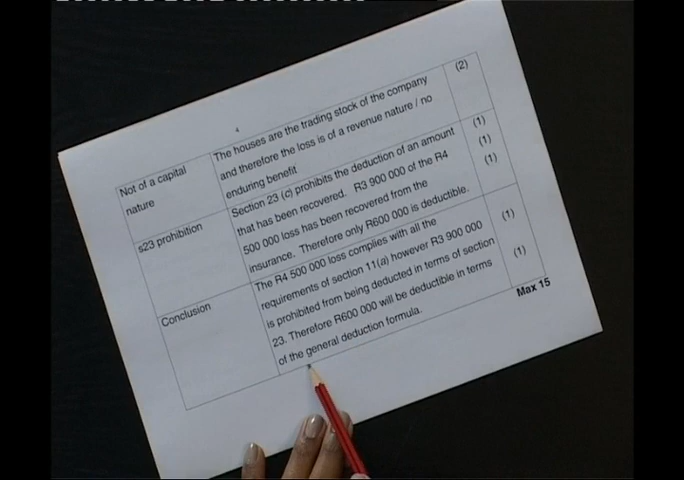 4
Not of a capital
nature
The houses are the trading stock of the company
and therefore the loss is of a revenue nature / no
enduring benefit
(2)
s23 prohibition
Section 23 (c) prohibits the deduction of an amount
that has been recovered. R3 900 000 of the R4
500 000 loss has been recovered from the
insurance. Therefore only R600 000 is deductible.
(1)
(1)
(1)
Conclusion
The R4 500 000 loss complies with all the
requirements of section 11(a) however R3 900 000
is prohibited from being deducted in terms of section
23. Therefore R600 000 will be deductible in terms
of the general deduction formula.
(1)
(1)
Max 15